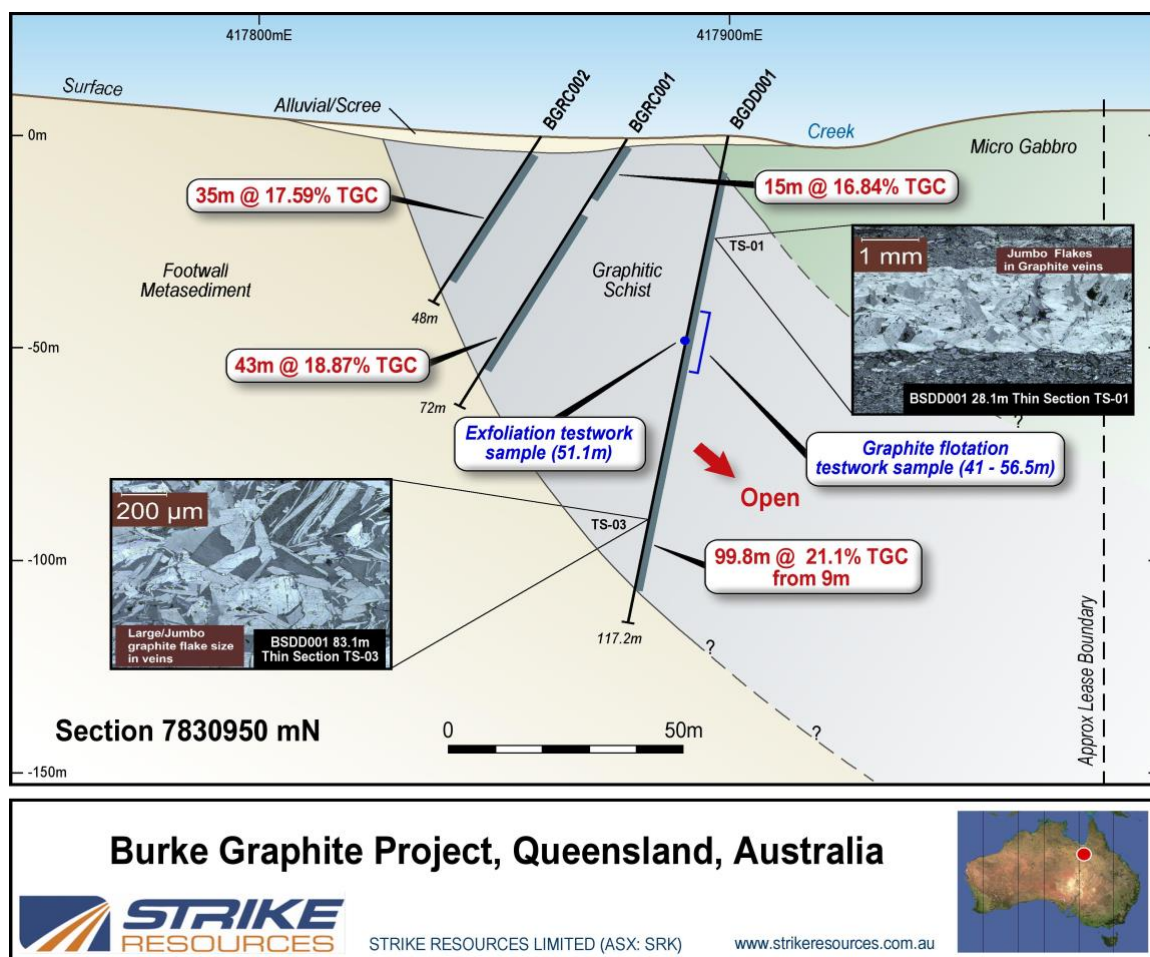 417800mE
417900mE
Surface
Alluvial/Scree
BGRC002
BGRC001
BGDD001
Creek
0m
Micro Gabbro
35m @ 17.59% TGC
15m @ 16.84% TGC
TS-01
1 mm
Jumbo Flakes
in Graphite veins
Footwall
Metasediment
Graphitic
Schist
48m
-50m
43m @ 18.87% TGC
72m
BSDD001 28.1m Thin Section TS-01
?
Exfoliation testwork
sample (51.1m)
Graphite flotation
testwork sample (41 - 56.5m)
Open
200 µm
TS-03
-100m
99.8m @ 21.1% TGC
from 9m
Large/Jumbo
graphite flake size
in veins
BSDD001 83.1m
Thin Section TS-03
117.2m
?
Approx Lease Boundary
Section 7830950 mN
0
50m
?
-150m
Burke Graphite Project, Queensland, Australia
STRIKE
RESOURCES
STRIKE RESOURCES LIMITED (ASX: SRK)
www.strikeresources.com.au